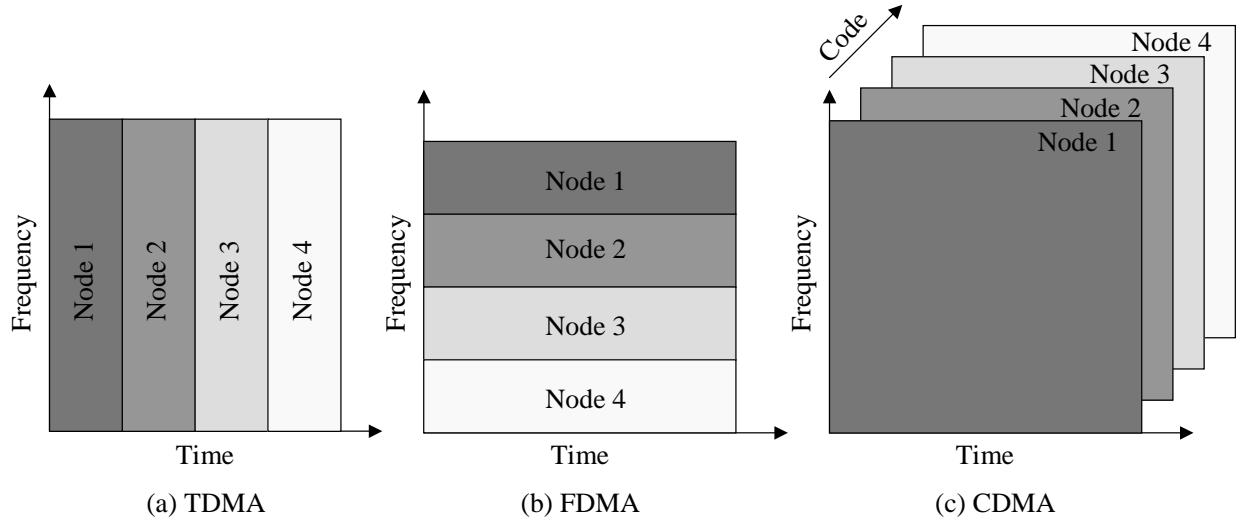 Frequency
Node 1
Node 2
Node 3
Node 4
Time
(a) TDMA
Frequency
Node 1
Node 2
Node 3
Node 4
Time
(b) FDMA
Code
Node 4
Node 3
Node 2
Node 1
Frequency
Time
(c) CDMA